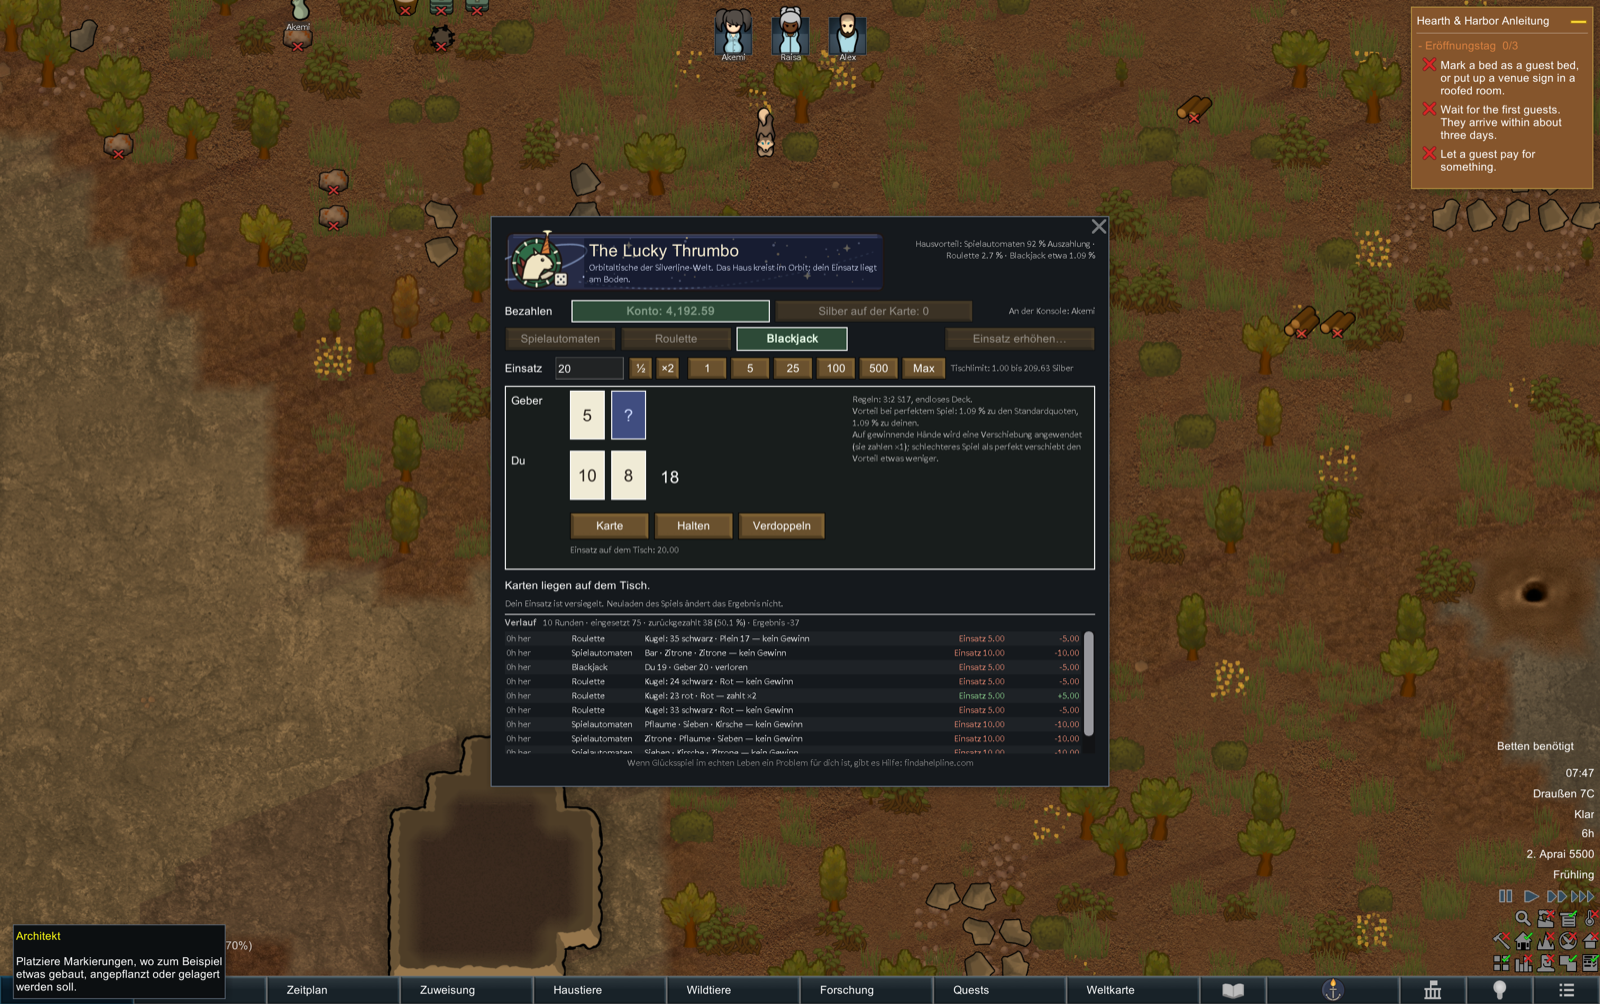 Akemi
Akemi
Raisa
Alex
Hearth & Harbor Anleitung
- Eröffnungstag 0/3
Mark a bed as a guest bed,
or put up a venue sign in a
roofed room.
Wait for the first guests.
They arrive within about
three days.
Let a guest pay for
something.
The Lucky Thrumbo
Orbitaltische der Silverline-Welt. Das Haus kreist im Orbit; dein Einsatz liegt
am Boden.
Hausvorteil: Spielautomaten 92 % Auszahlung ·
Roulette 2.7 % · Blackjack etwa 1.09 %
Bezahlen
Konto: 4,192.59
Silber auf der Karte: 0
An der Konsole: Akemi
Spielautomaten
Roulette
Blackjack
Einsatz erhöhen...
Einsatz
20
½
×2
1
5
25
100
500
Max
Tischlimit: 1.00 bis 209.63 Silber
Geber
5
?
Regeln: 3:2 S17, endloses Deck.
Vorteil bei perfektem Spiel: 1.09 % zu den Standardquoten,
1.09 % zu deinen.
Auf gewinnende Hände wird eine Verschiebung angewendet
(sie zahlen ×1); schlechteres Spiel als perfekt verschiebt den
Vorteil etwas weniger.
Du
10
8
18
Karte
Halten
Verdoppeln
Einsatz auf dem Tisch: 20.00
Karten liegen auf dem Tisch.
Dein Einsatz ist versiegelt. Neuladen des Spiels ändert das Ergebnis nicht.
Verlauf 10 Runden · eingesetzt 75 · zurückgezahlt 38 (50.1 %) · Ergebnis -37
0h her Roulette Kugel: 35 schwarz · Plein 17 — kein Gewinn Einsatz 5.00 -5.00
0h her Spielautomaten Bar · Zitrone · Zitrone — kein Gewinn Einsatz 10.00 -10.00
0h her Blackjack Du 19 · Geber 20 · verloren Einsatz 5.00 -5.00
0h her Roulette Kugel: 24 schwarz · Rot — kein Gewinn Einsatz 5.00 -5.00
0h her Roulette Kugel: 23 rot · Rot — zahlt ×2 Einsatz 5.00 +5.00
0h her Roulette Kugel: 33 schwarz · Rot — kein Gewinn Einsatz 5.00 -5.00
0h her Spielautomaten Pflaume · Sieben · Kirsche — kein Gewinn Einsatz 10.00 -10.00
0h her Spielautomaten Zitrone · Pflaume · Sieben — kein Gewinn Einsatz 10.00 -10.00
0h her Spielautomaten Sieben · Kirsche · Zitrone — kein Gewinn Einsatz 10.00 -10.00
Wenn Glücksspiel im echten Leben ein Problem für dich ist, gibt es Hilfe: findahelpline.com
Betten benötigt
07:47
Draußen 7C
Klar
6h
2. Aprai 5500
Frühling
Architekt
Platziere Markierungen, wo zum Beispiel
etwas gebaut, angepflanzt oder gelagert
werden soll.
70%)
Zeitplan
Zuweisung
Haustiere
Wildtiere
Forschung
Quests
Weltkarte